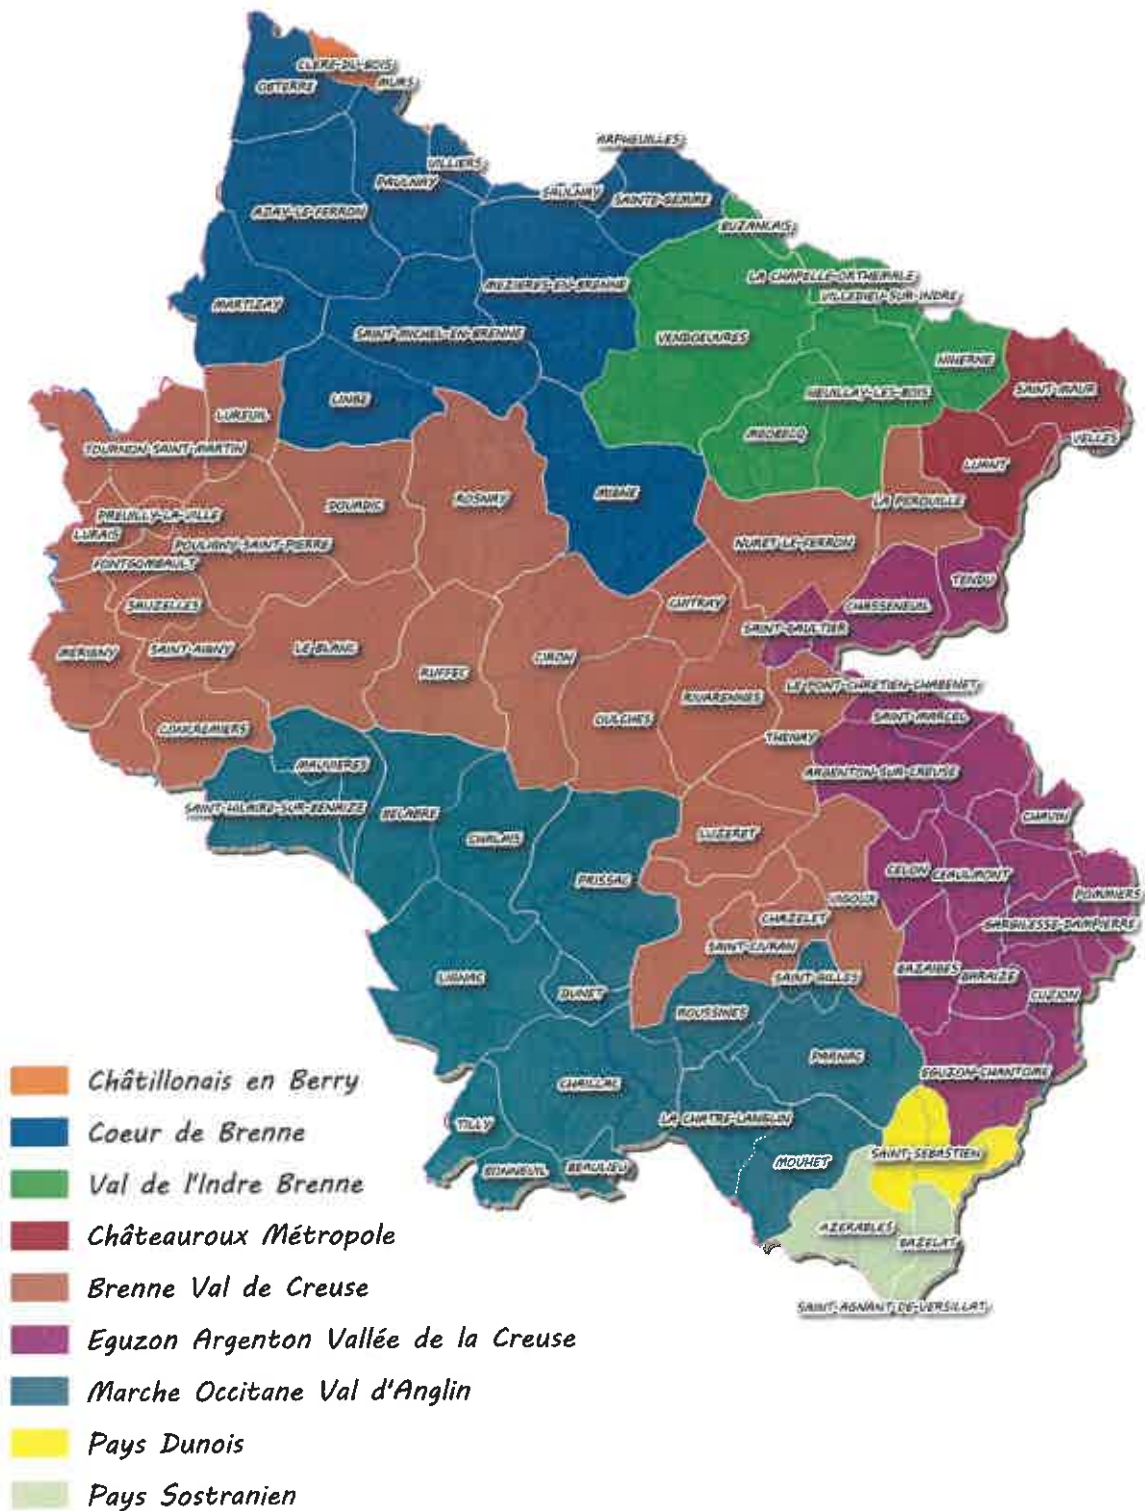 CLERE-DU-BOIS
OBTERRE
MURS
ARPHEUILLES
VILLIERS
PAULNAY
SAULNAY
SAINTE-GEMME
AZAY-LE-FERRON
BUZANCAIS
LA CHAPELLE-ORTHEMALE
MEZIERES-EN-BRENNE
VILLEDIEU-SUR-INDRE
MARTIZAY
SAINT-MICHEL-EN-BRENNE
VENDOEUVRES
NIHERNE
SAINT-MAUR
NEUILLAY-LES-BOIS
LINGE
LUREUIL
MEOBECQ
VELLES
TOURNON-SAINT-MARTIN
LUANT
MIGNE
ROSNAY
DOUADIC
LA PEROUILLE
PREUILLY-LA-VILLE
LURAIS
POULIGNY-SAINT-PIERRE
NURET-LE-FERRON
FONTGOMBAULT
TENDU
SAUZELLES
CHITRAY
CHASSENEUIL
SAINT-GAULTIER
MERIGNY
SAINT-AIGNY
LE-BLANC
CIRON
RUFFEC
LE-PONT-CHRETIEN-CHABENET
RIVARENNES
SAINT-MARCEL
OULCHES
CONCREMIERS
THENAY
MAUVIERES
ARGENTON-SUR-CREUSE
SAINT-HILAIRE-SUR-BENAIZE
BELABRE
CHAVIN
LUZERET
CHALAIS
CELON
CEAULMONT
PRISSAC
POMMIERS
VIGOUX
CHAZELET
GARGILESSE-DAMPIERRE
SAINT-CIVRAN
BAZAIGES
BARAIZE
LIGNAC
SAINT-GILLES
DUNET
CUZION
ROUSSINES
PARNAC
EGUZON-CHANTOME
CHAILLAC
LA CHATRE-LANGLIN
TILLY
SAINT-SEBASTIEN
MOUHET
BONNEUIL
BEAULIEU
AZERABLES
BAZELAT
SAINT-AGNANT-DE-VERSILLAT
Châtillonais en Berry
Coeur de Brenne
Val de l'Indre Brenne
Châteauroux Métropole
Brenne Val de Creuse
Eguzon Argenton Vallée de la Creuse
Marche Occitane Val d'Anglin
Pays Dunois
Pays Sostranien